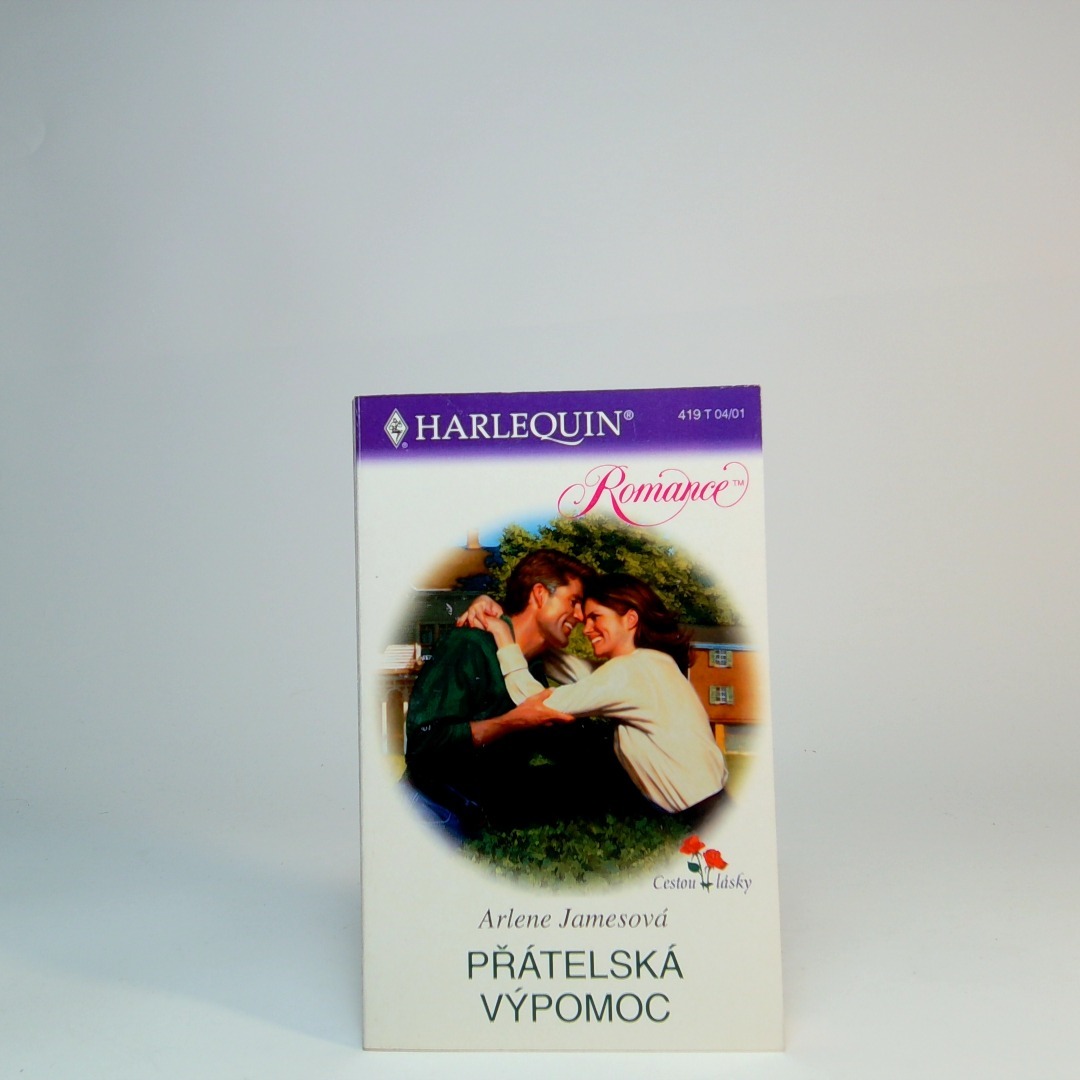 HARLEQUIN® 419 T 04/01
Romance™
Cestou lásky
Arlene Jamesová
PŘÁTELSKÁ
VÝPOMOC